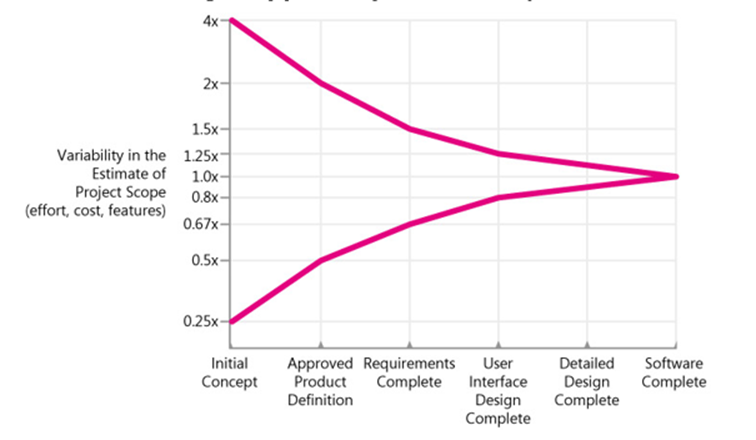 4x
2x
1.5x
1.25x
1.0x
0.8x
0.67x
0.5x
0.25x
Variability in the
Estimate of
Project Scope
(effort, cost, features)
Initial
Concept
Approved
Product
Definition
Requirements
Complete
User
Interface
Design
Complete
Detailed
Design
Complete
Software
Complete